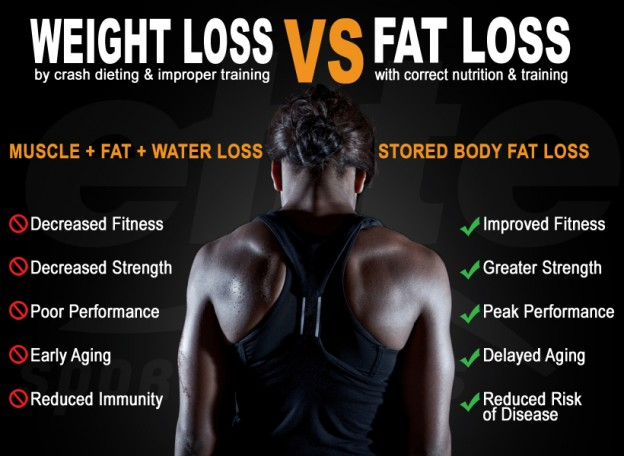 WEIGHT LOSS
by crash dieting & improper training
VS
FAT LOSS
with correct nutrition & training
MUSCLE + FAT + WATER LOSS
STORED BODY FAT LOSS
Decreased Fitness
Decreased Strength
Poor Performance
Early Aging
Reduced Immunity
Improved Fitness
Greater Strength
Peak Performance
Delayed Aging
Reduced Risk
of Disease
elite